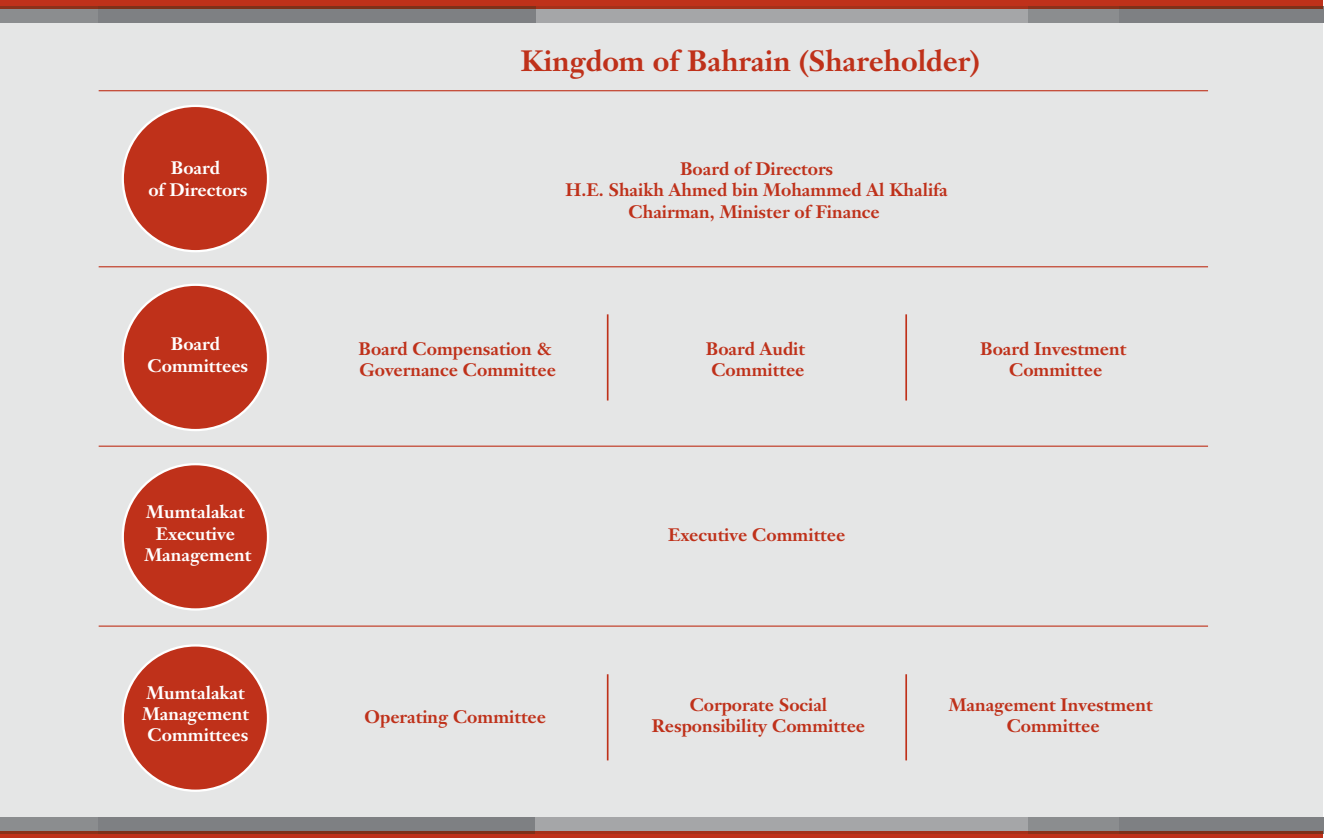 Kingdom of Bahrain (Shareholder)
Board
of Directors
Board of Directors
H.E. Shaikh Ahmed bin Mohammed Al Khalifa
Chairman, Minister of Finance
Board
Committees
Board Compensation &
Governance Committee
Board Audit
Committee
Board Investment
Committee
Mumtalakat
Executive
Management
Executive Committee
Mumtalakat
Management
Committees
Operating Committee
Corporate Social
Responsibility Committee
Management Investment
Committee